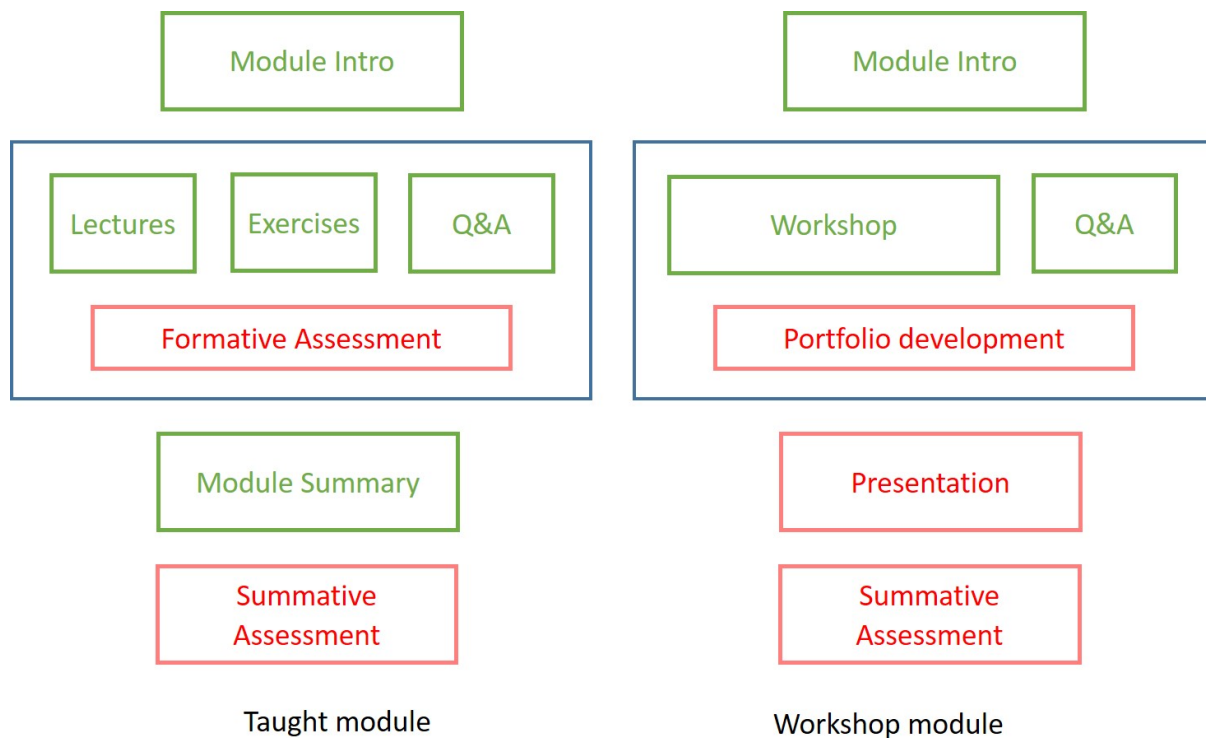 Module Intro
Lectures
Exercises
Q&A
Formative Assessment
Module Summary
Summative
Assessment
Taught module
Module Intro
Workshop
Q&A
Portfolio development
Presentation
Summative
Assessment
Workshop module